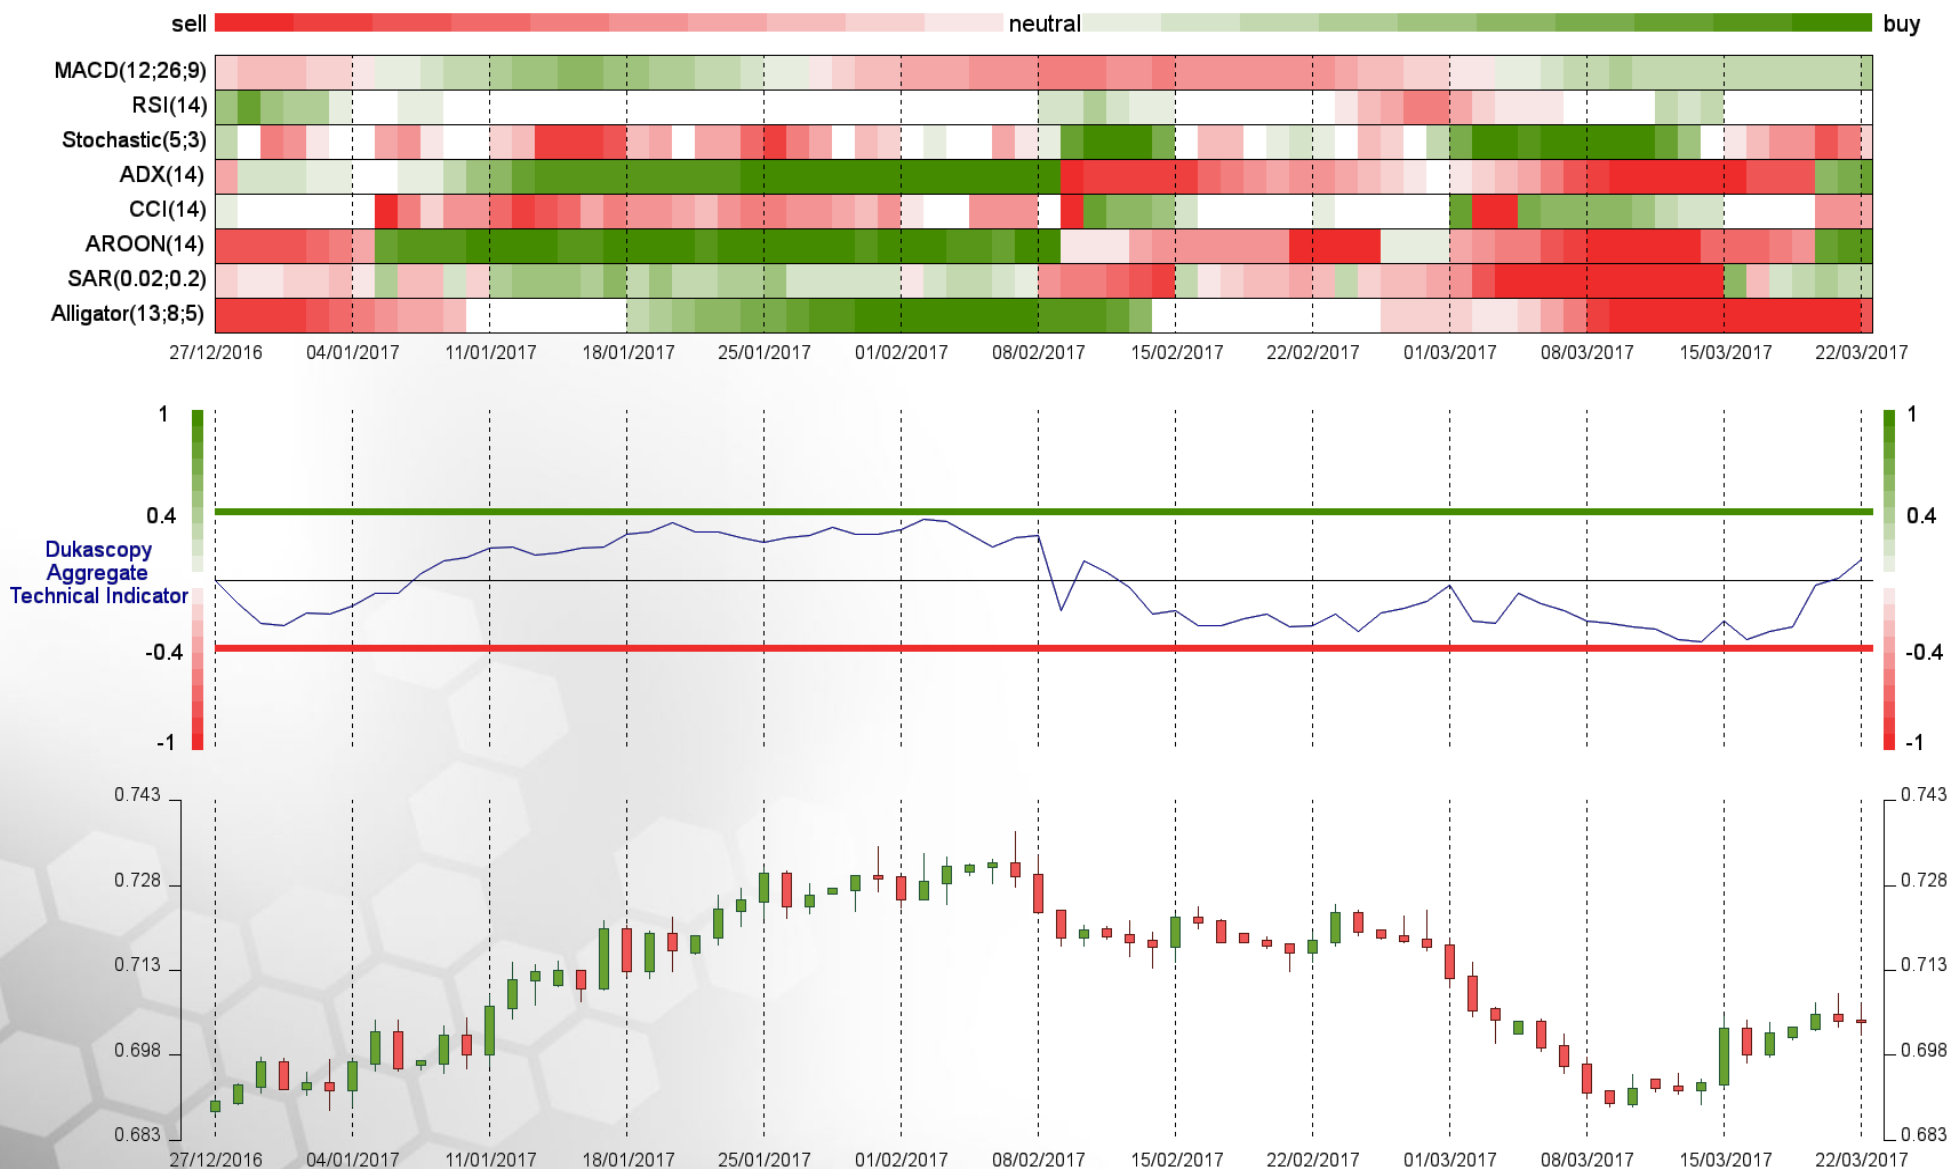 sell neutral buy
MACD(12;26;9)
RSI(14)
Stochastic(5;3)
ADX(14)
CCI(14)
AROON(14)
SAR(0.02;0.2)
Alligator(13;8;5)
27/12/2016 04/01/2017 11/01/2017 18/01/2017 25/01/2017 01/02/2017 08/02/2017 15/02/2017 22/02/2017 01/03/2017 08/03/2017 15/03/2017 22/03/2017
1 1
0.4 0.4
Dukascopy
Aggregate
Technical Indicator
-0.4 -0.4
-1 -1
0.743 0.743
0.728 0.728
0.713 0.713
0.698 0.698
0.683 0.683
27/12/2016 04/01/2017 11/01/2017 18/01/2017 25/01/2017 01/02/2017 08/02/2017 15/02/2017 22/02/2017 01/03/2017 08/03/2017 15/03/2017 22/03/2017